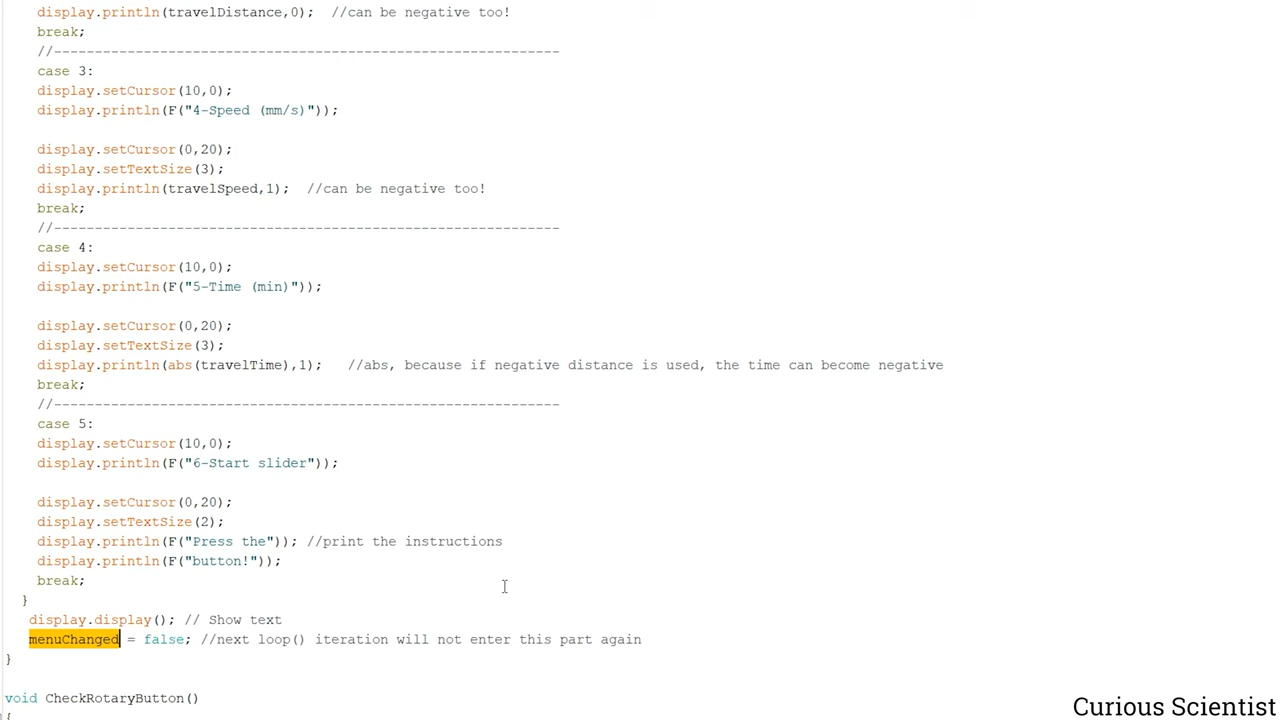 display.println(travelDistance,0);  //can be negative too!
break;
//--------------------------------------------------------------
case 3:
display.setCursor(10,0);
display.println(F("4-Speed (mm/s)"));
display.setCursor(0,20);
display.setTextSize(3);
display.println(travelSpeed,1);  //can be negative too!
break;
//--------------------------------------------------------------
case 4:
display.setCursor(10,0);
display.println(F("5-Time (min)"));
display.setCursor(0,20);
display.setTextSize(3);
display.println(abs(travelTime),1);   //abs, because if negative distance is used, the time can become negative
break;
//--------------------------------------------------------------
case 5:
display.setCursor(10,0);
display.println(F("6-Start slider"));
display.setCursor(0,20);
display.setTextSize(2);
display.println(F("Press the")); //print the instructions
display.println(F("button!"));
break;
}
display.display(); // Show text
menuChanged = false; //next loop() iteration will not enter this part again
}
void CheckRotaryButton()
{
Curious Scientist